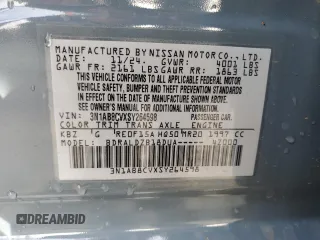 MANUFACTURED BY NISSAN MOTOR CO., LTD.
DATE: 11/24. GVWR: 4001 LBS
GAWR FR 2161 LBS GAWR RR 1863 LBS
THIS VEHICLE CONFORMS TO ALL APPLICABLE
FEDERAL MOTOR VEHICLE SAFETY,
BUMPER, AND THEFT PREVENTION STANDARDS
IN EFFECT ON THE DATE OF
MANUFACTURE SHOWN ABOVE.
SEE OWNER'S MANUAL FOR ADDITIONAL INFORMATION.
VIN: 3N1AB8CVXSY264598 PASSENGER CAR.
COLOR TRIM TRANS AXLE ENGINE
KBZ G RE0F15A MR20 1997 CC
MODEL 42000
3N1AB8CVXSY264598